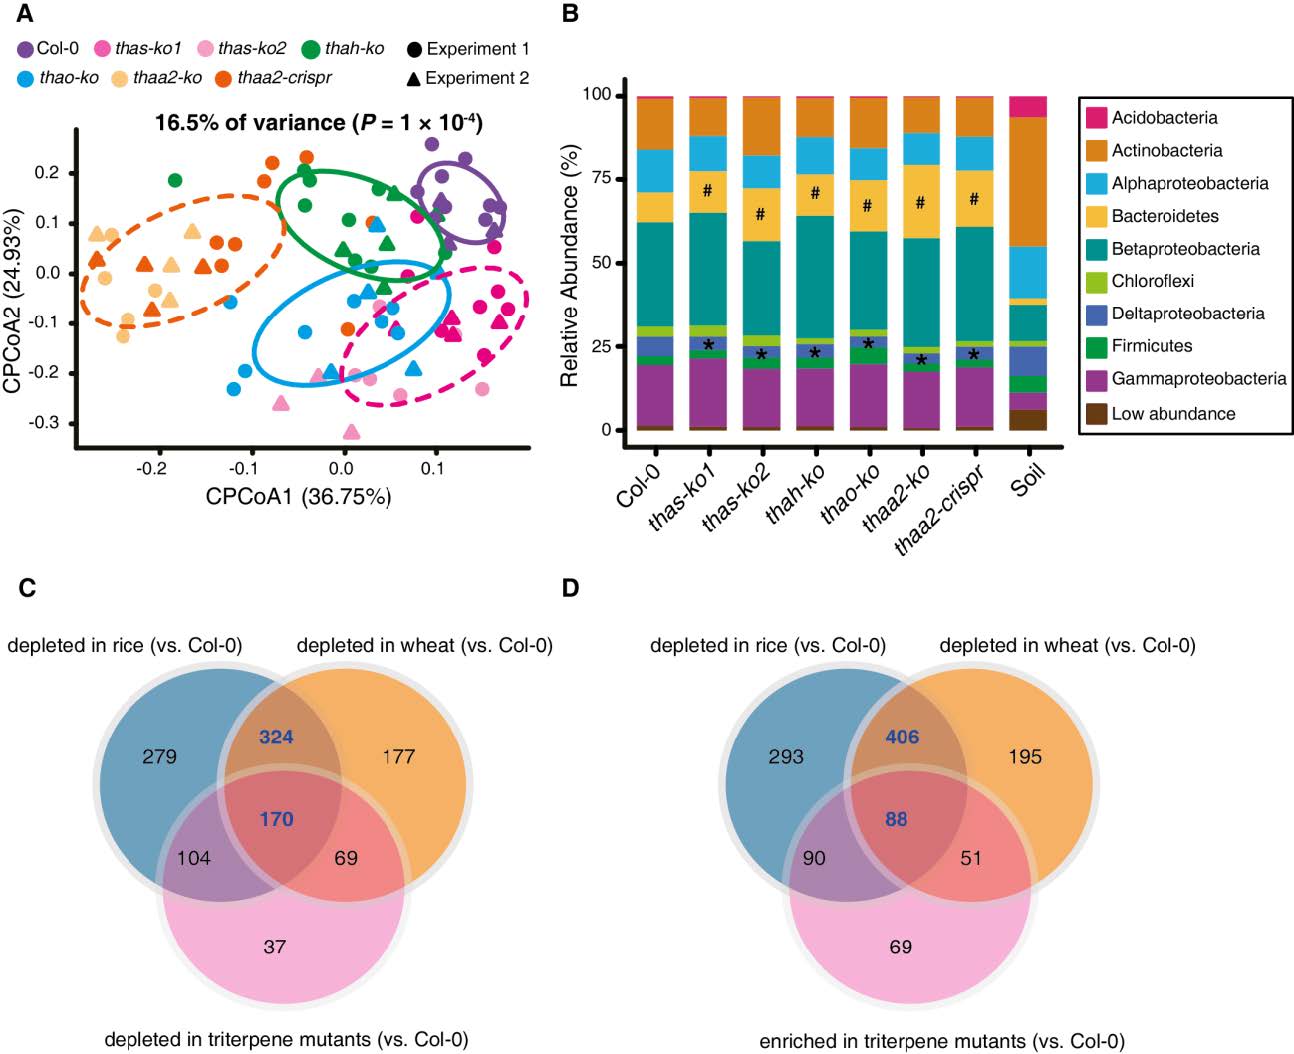 A
Col-0 thas-ko1 thas-ko2 thah-ko Experiment 1
thao-ko thaa2-ko thaa2-crispr Experiment 2
16.5% of variance (P = 1 × 10⁻⁴)
CPCoA2 (24.93%)
0.2
0.1
0.0
-0.1
-0.2
-0.3
-0.2 -0.1 0.0 0.1
CPCoA1 (36.75%)
B
Relative Abundance (%)
100
75
50
25
0
# # # # # #
* * * * * *
Col-0 thas-ko1 thas-ko2 thah-ko thao-ko thaa2-ko thaa2-crispr Soil
Acidobacteria
Actinobacteria
Alphaproteobacteria
Bacteroidetes
Betaproteobacteria
Chloroflexi
Deltaproteobacteria
Firmicutes
Gammaproteobacteria
Low abundance
C
depleted in rice (vs. Col-0) depleted in wheat (vs. Col-0)
324
279 177
170
104 69
37
depleted in triterpene mutants (vs. Col-0)
D
depleted in rice (vs. Col-0) depleted in wheat (vs. Col-0)
406
293 195
88
90 51
69
enriched in triterpene mutants (vs. Col-0)